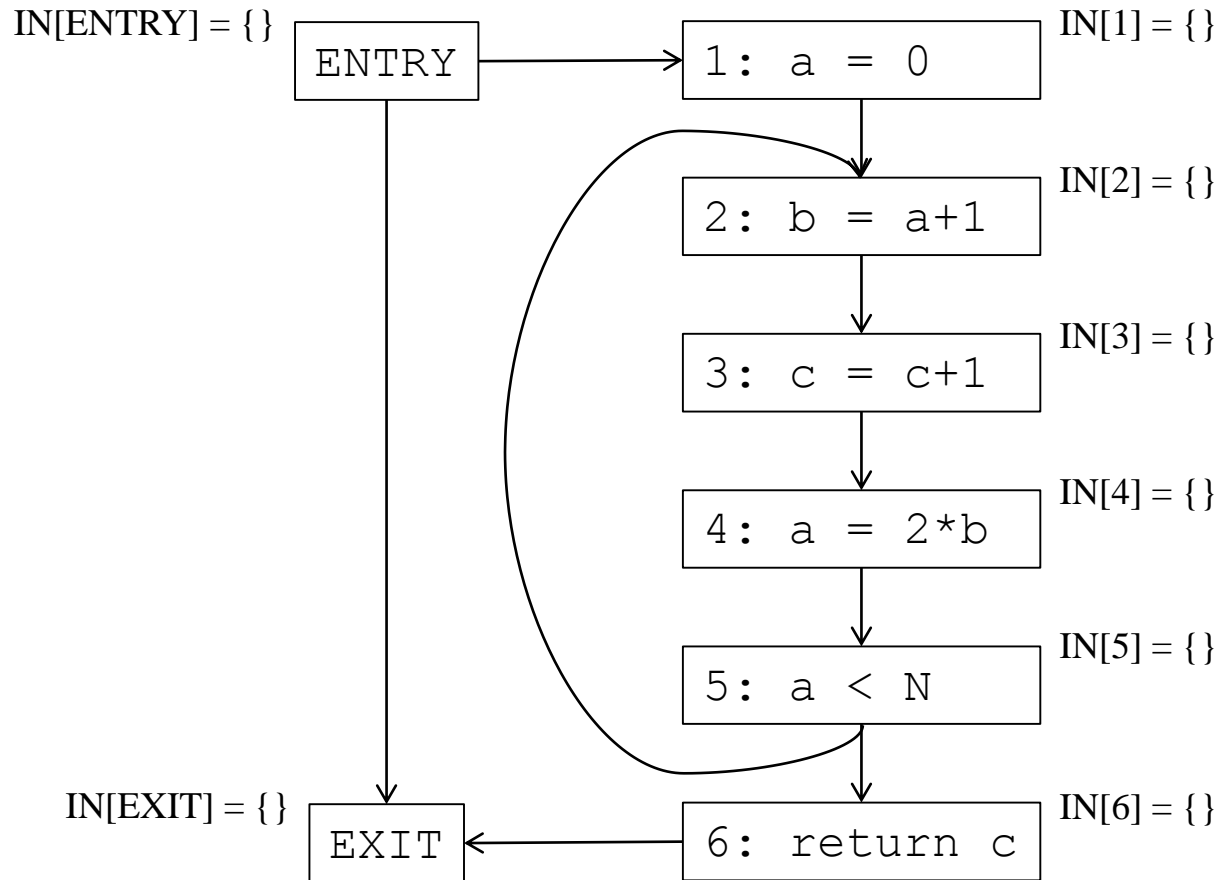 IN[ENTRY] = {}
ENTRY
1: a = 0
IN[1] = {}
2: b = a+1
IN[2] = {}
3: c = c+1
IN[3] = {}
4: a = 2*b
IN[4] = {}
5: a < N
IN[5] = {}
IN[EXIT] = {}
EXIT
6: return c
IN[6] = {}